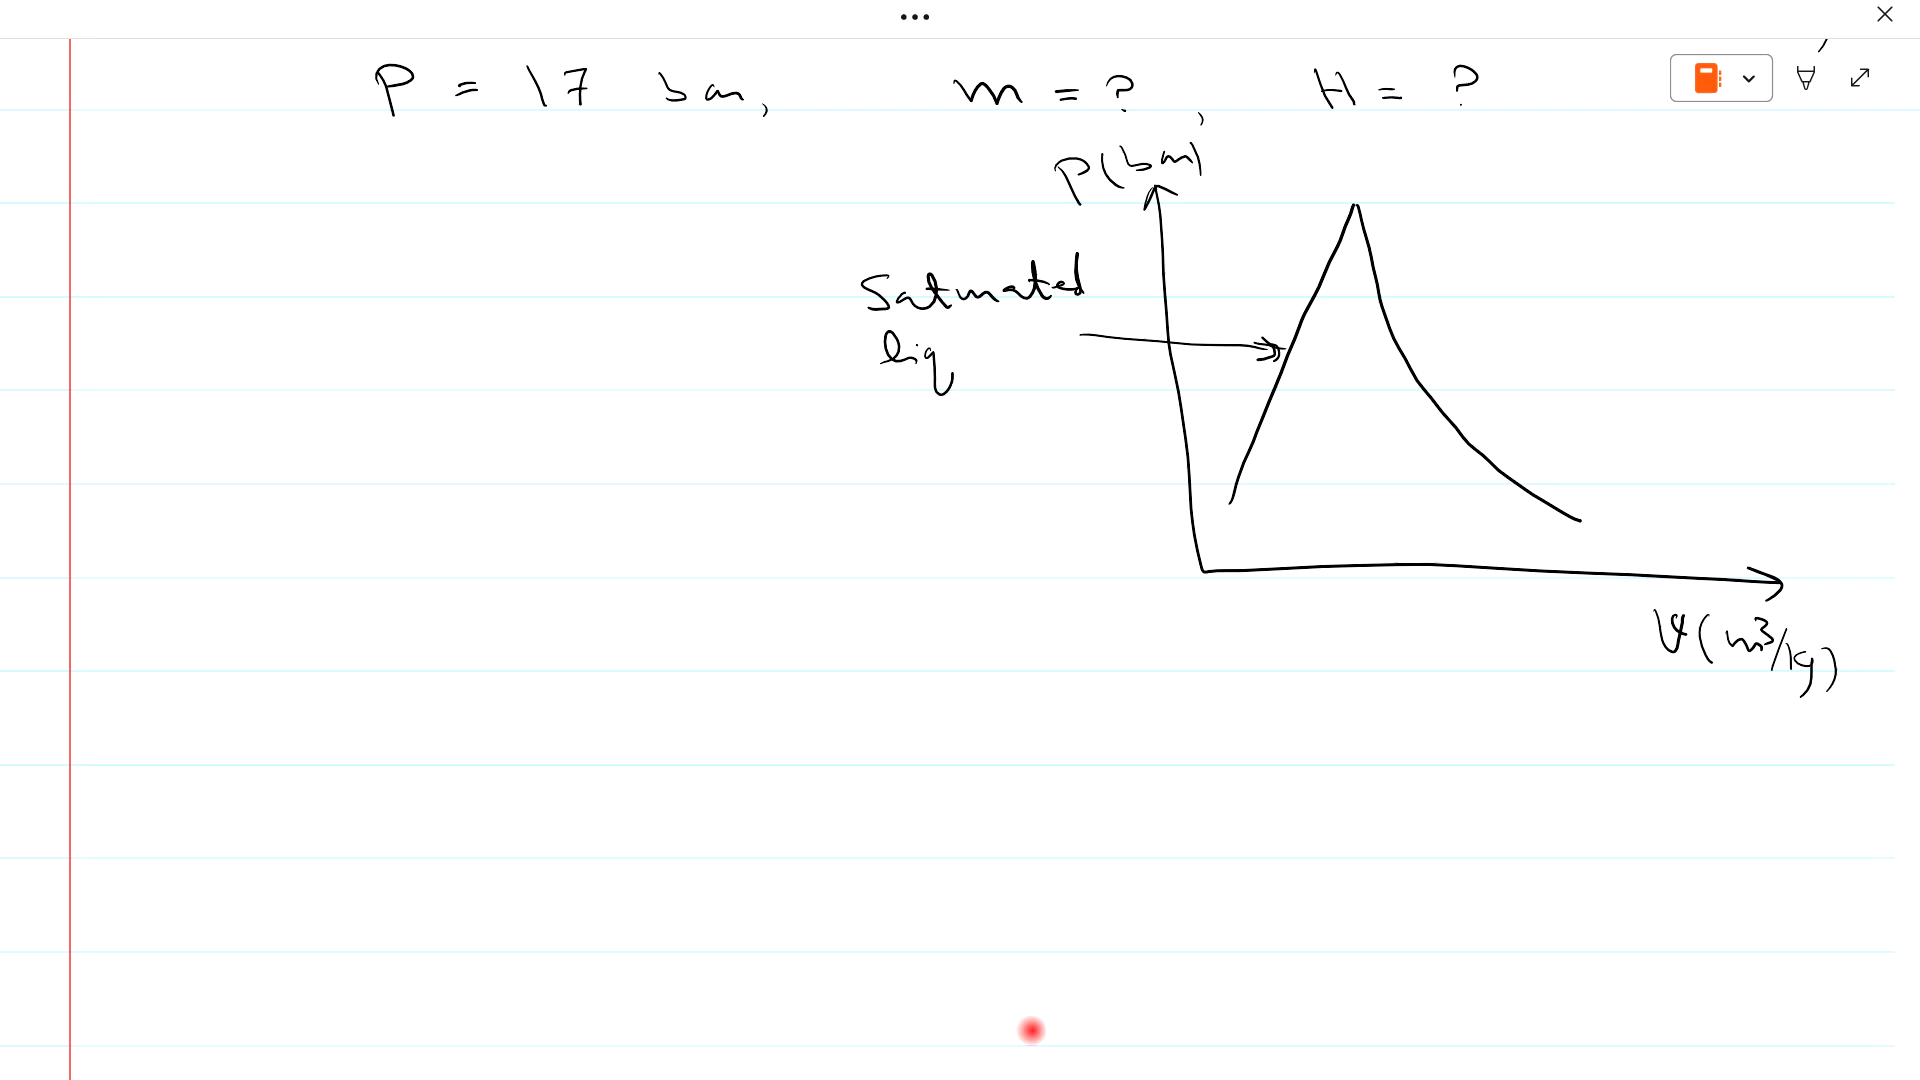 P = 17 bar, m = ?, H = ?
P(bar)
Saturated
liq
V(m3/kg)